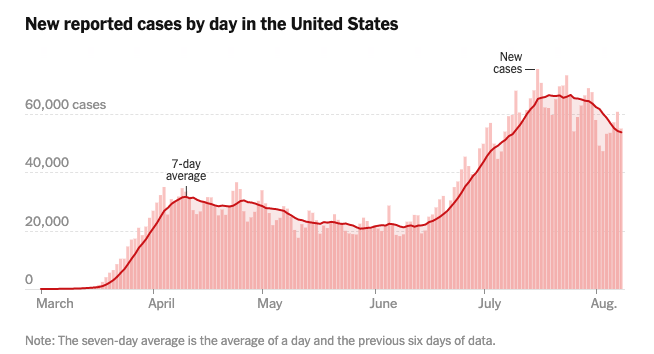 New reported cases by day in the United States
New
cases
60,000 cases
7-day
average
40,000
20,000
0
March April May June July Aug.
Note: The seven-day average is the average of a day and the previous six days of data.